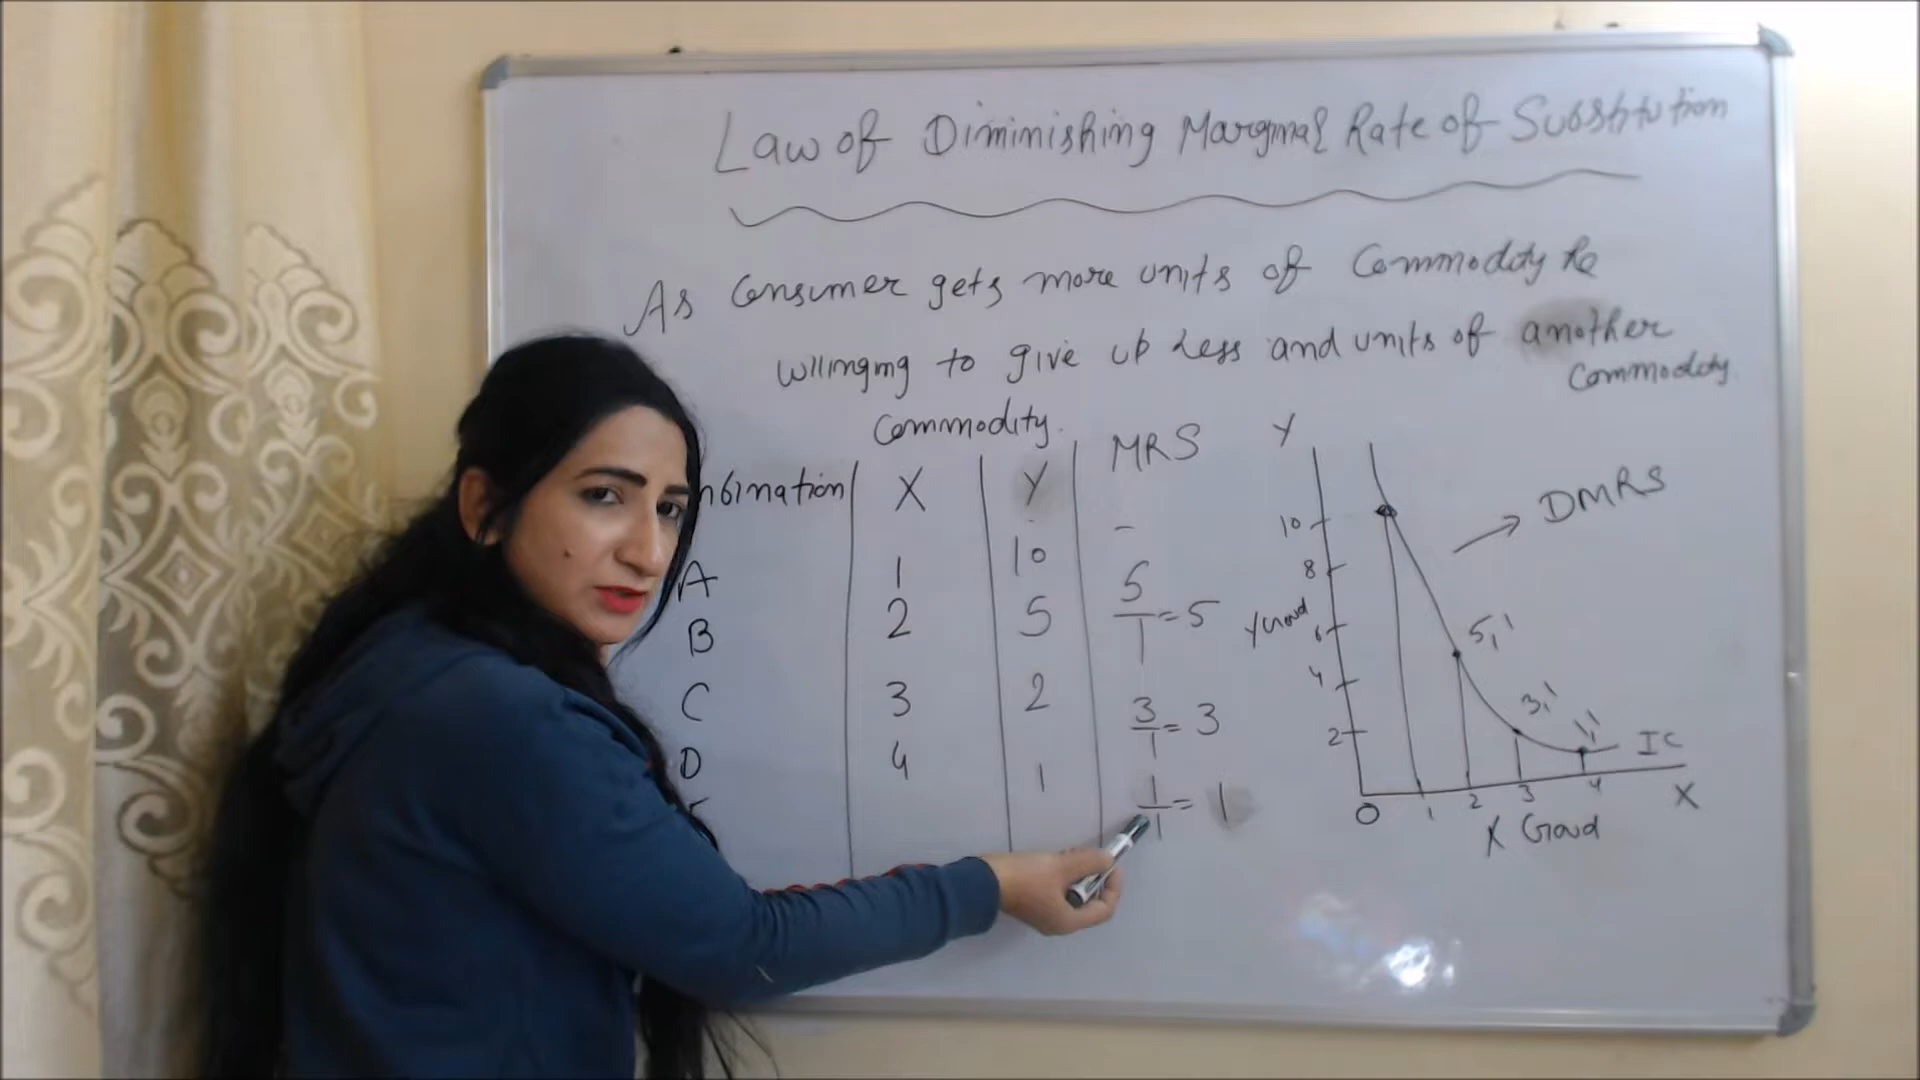 Law of Diminishing Marginal Rate of Substitution
As Consumer gets more units of Commodity he
willinging to give up less and units of another
Commodity
Commodity.
nbination X Y MRS
A 1 10 -
B 2 5 5/1 = 5
C 3 2 3/1 = 3
D 4 1 1/1 = 1
Y
DMRS
10
8
6
4
2
Y Good
5,1
3,1
1,1
IC
0 1 2 3 4 X
X Good